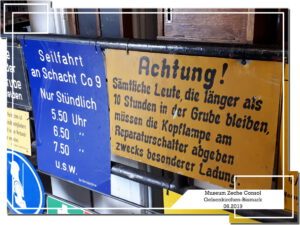 Seilfahrt
an Schacht Co 9
Nur Stündlich
5.50 Uhr
6.50 "
7.50 "
u.s.w.
Achtung!
Sämtliche Leute, die länger als
10 Stunden in der Grube bleiben,
müssen die Kopflampe am
Reparaturschalter abgeben
zwecks besonderer Ladung
Museum Zeche Consol
Gelsenkirchen-Bismarck
06.2019